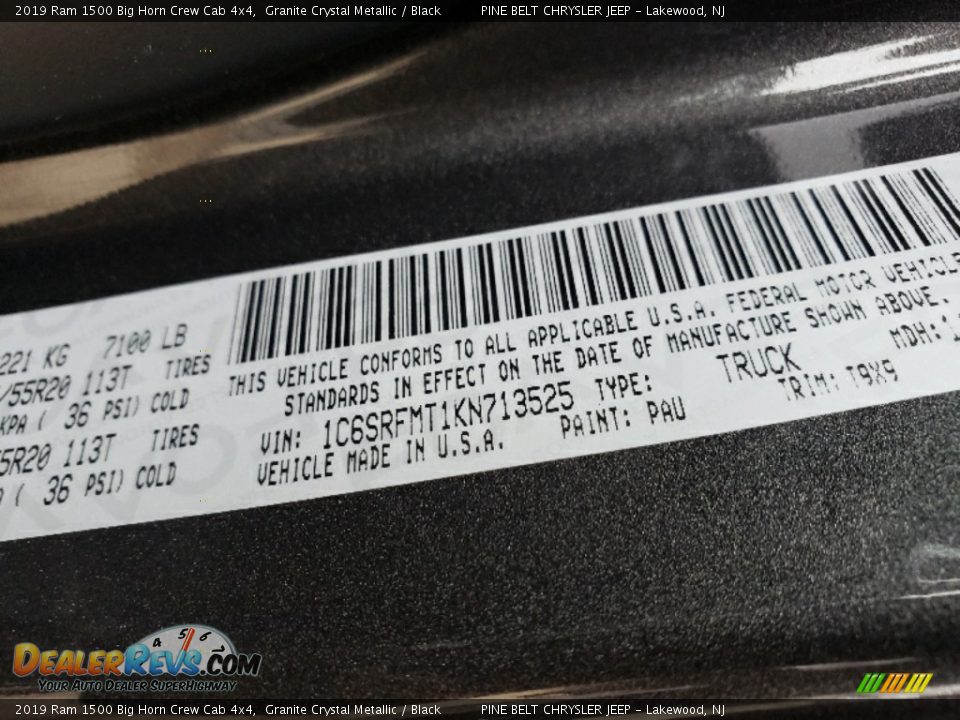 2019 Ram 1500 Big Horn Crew Cab 4x4, Granite Crystal Metallic / Black PINE BELT CHRYSLER JEEP - Lakewood, NJ
221 KG 7100 LB
/55R20 113T TIRES
KPA ( 36 PSI) COLD
5R20 113T TIRES
( 36 PSI) COLD
THIS VEHICLE CONFORMS TO ALL APPLICABLE U.S.A. FEDERAL MOTOR VEHICLE
STANDARDS IN EFFECT ON THE DATE OF MANUFACTURE SHOWN ABOVE.
VIN: 1C6SRFMT1KN713525 TYPE: TRUCK MDH:
VEHICLE MADE IN U.S.A. PAINT: PAU TRIM: T9X9
4 5 6
DEALERREVS.COM
YOUR AUTO DEALER SUPERHIGHWAY
2019 Ram 1500 Big Horn Crew Cab 4x4, Granite Crystal Metallic / Black PINE BELT CHRYSLER JEEP - Lakewood, NJ